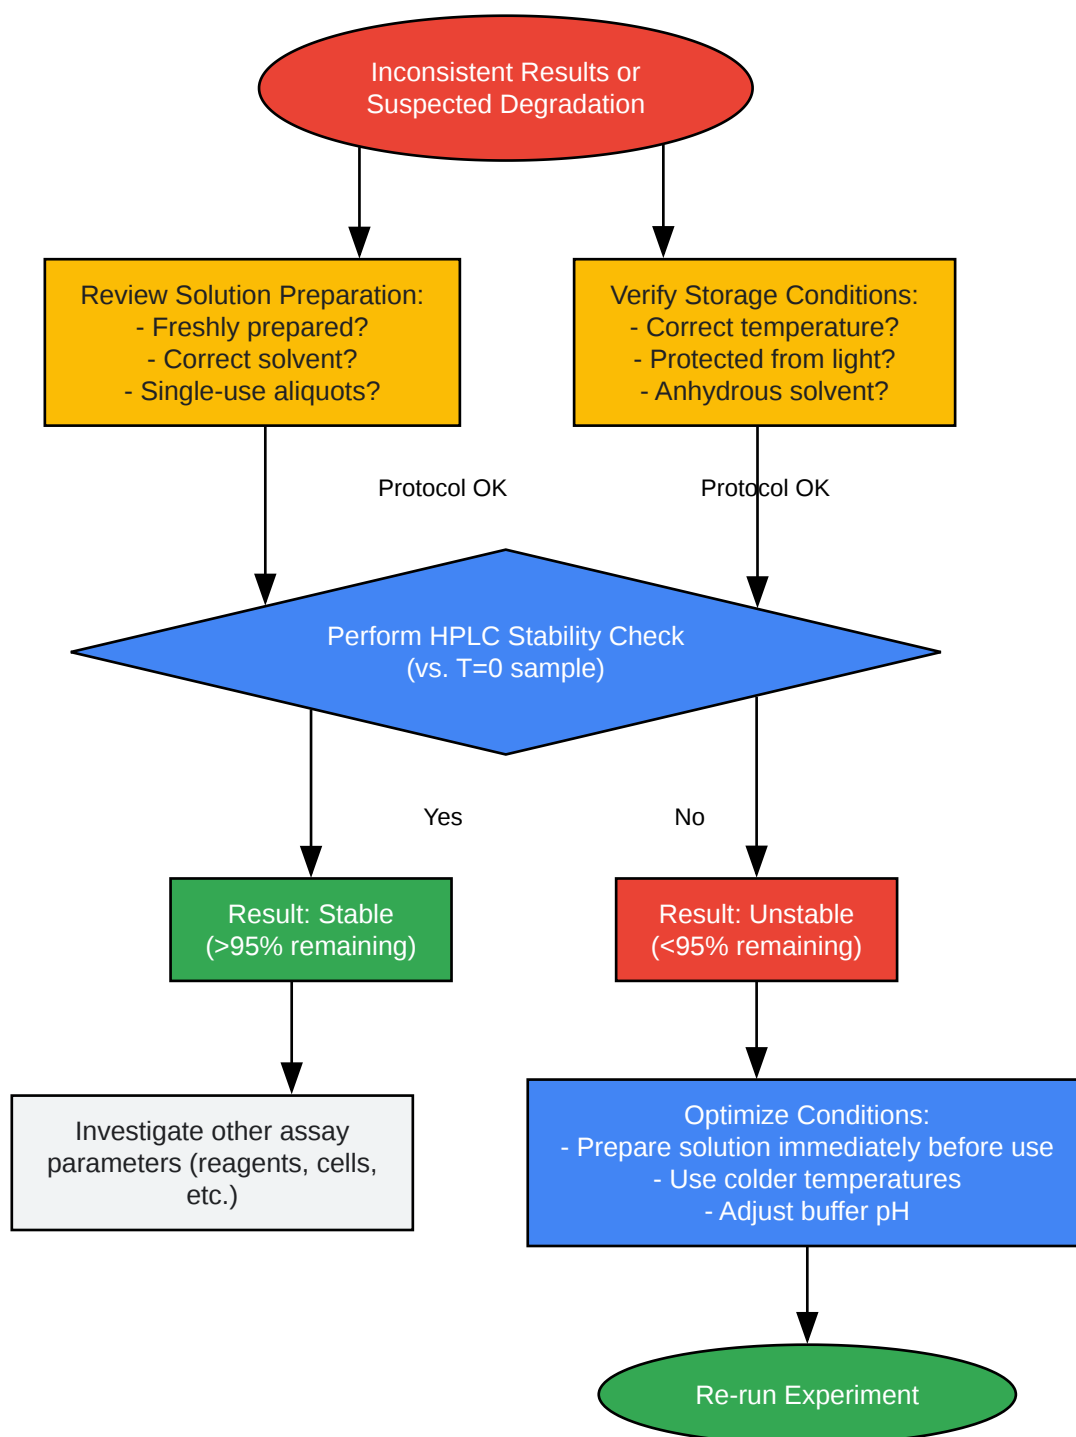 Inconsistent Results or
Suspected Degradation
Review Solution Preparation:
- Freshly prepared?
- Correct solvent?
- Single-use aliquots?
Verify Storage Conditions:
- Correct temperature?
- Protected from light?
- Anhydrous solvent?
Protocol OK
Protocol OK
Perform HPLC Stability Check
(vs. T=0 sample)
Yes
No
Result: Stable
(>95% remaining)
Result: Unstable
(<95% remaining)
Investigate other assay
parameters (reagents, cells,
etc.)
Optimize Conditions:
- Prepare solution immediately before use
- Use colder temperatures
- Adjust buffer pH
Re-run Experiment